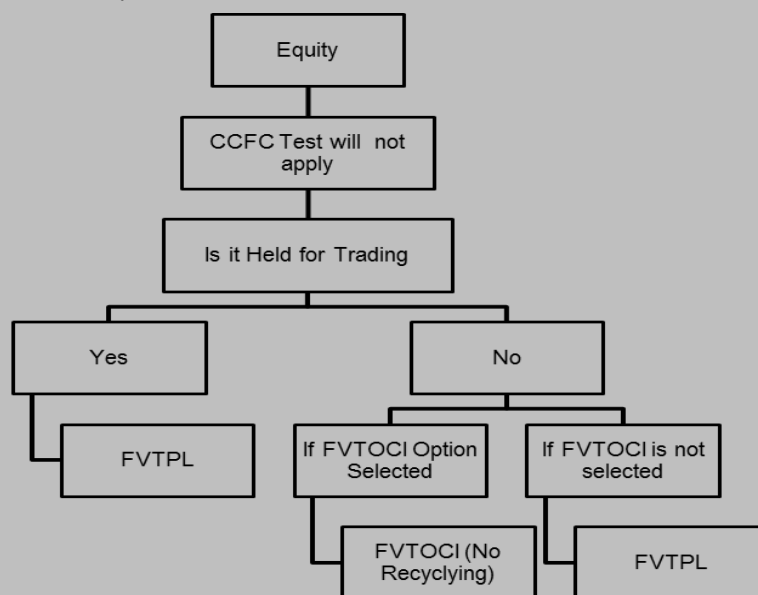 Equity
CCFC Test will not
apply
Is it Held for Trading
Yes
No
FVTPL
If FVTOCI Option
Selected
If FVTOCI is not
selected
FVTOCI (No
Recyclying)
FVTPL